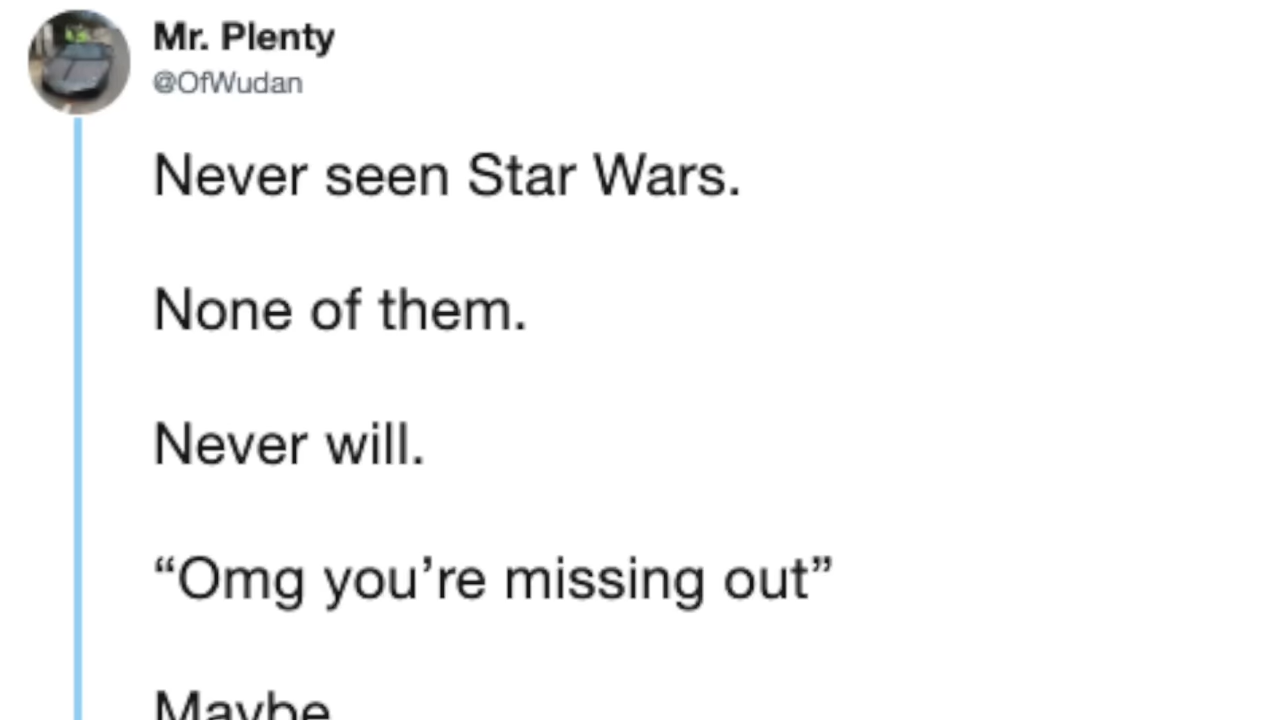 Mr. Plenty
@OfWudan
Never seen Star Wars.
None of them.
Never will.
“Omg you’re missing out”
Maybe